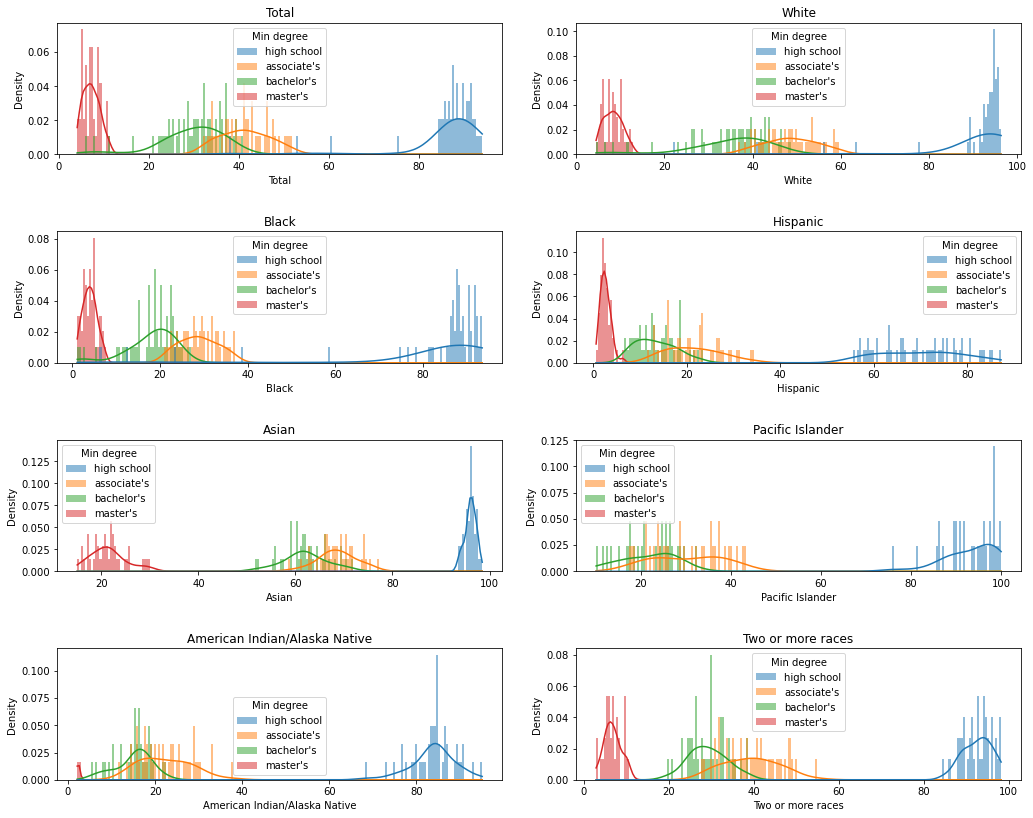 Total
Density
0.06
0.04
0.02
0.00
Min degree
high school
associate's
bachelor's
master's
0 20 40 60 80
Total
White
Density
0.10
0.08
0.06
0.04
0.02
0.00
Min degree
high school
associate's
bachelor's
master's
0 20 40 60 80 100
White
Black
Density
0.08
0.06
0.04
0.02
0.00
Min degree
high school
associate's
bachelor's
master's
0 20 40 60 80
Black
Hispanic
Density
0.10
0.08
0.06
0.04
0.02
0.00
Min degree
high school
associate's
bachelor's
master's
0 20 40 60 80
Hispanic
Asian
Density
0.125
0.100
0.075
0.050
0.025
0.000
Min degree
high school
associate's
bachelor's
master's
20 40 60 80 100
Asian
Pacific Islander
Density
0.125
0.100
0.075
0.050
0.025
0.000
Min degree
high school
associate's
bachelor's
master's
20 40 60 80 100
Pacific Islander
American Indian/Alaska Native
Density
0.100
0.075
0.050
0.025
0.000
Min degree
high school
associate's
bachelor's
master's
0 20 40 60 80
American Indian/Alaska Native
Two or more races
Density
0.08
0.06
0.04
0.02
0.00
Min degree
high school
associate's
bachelor's
master's
0 20 40 60 80 100
Two or more races